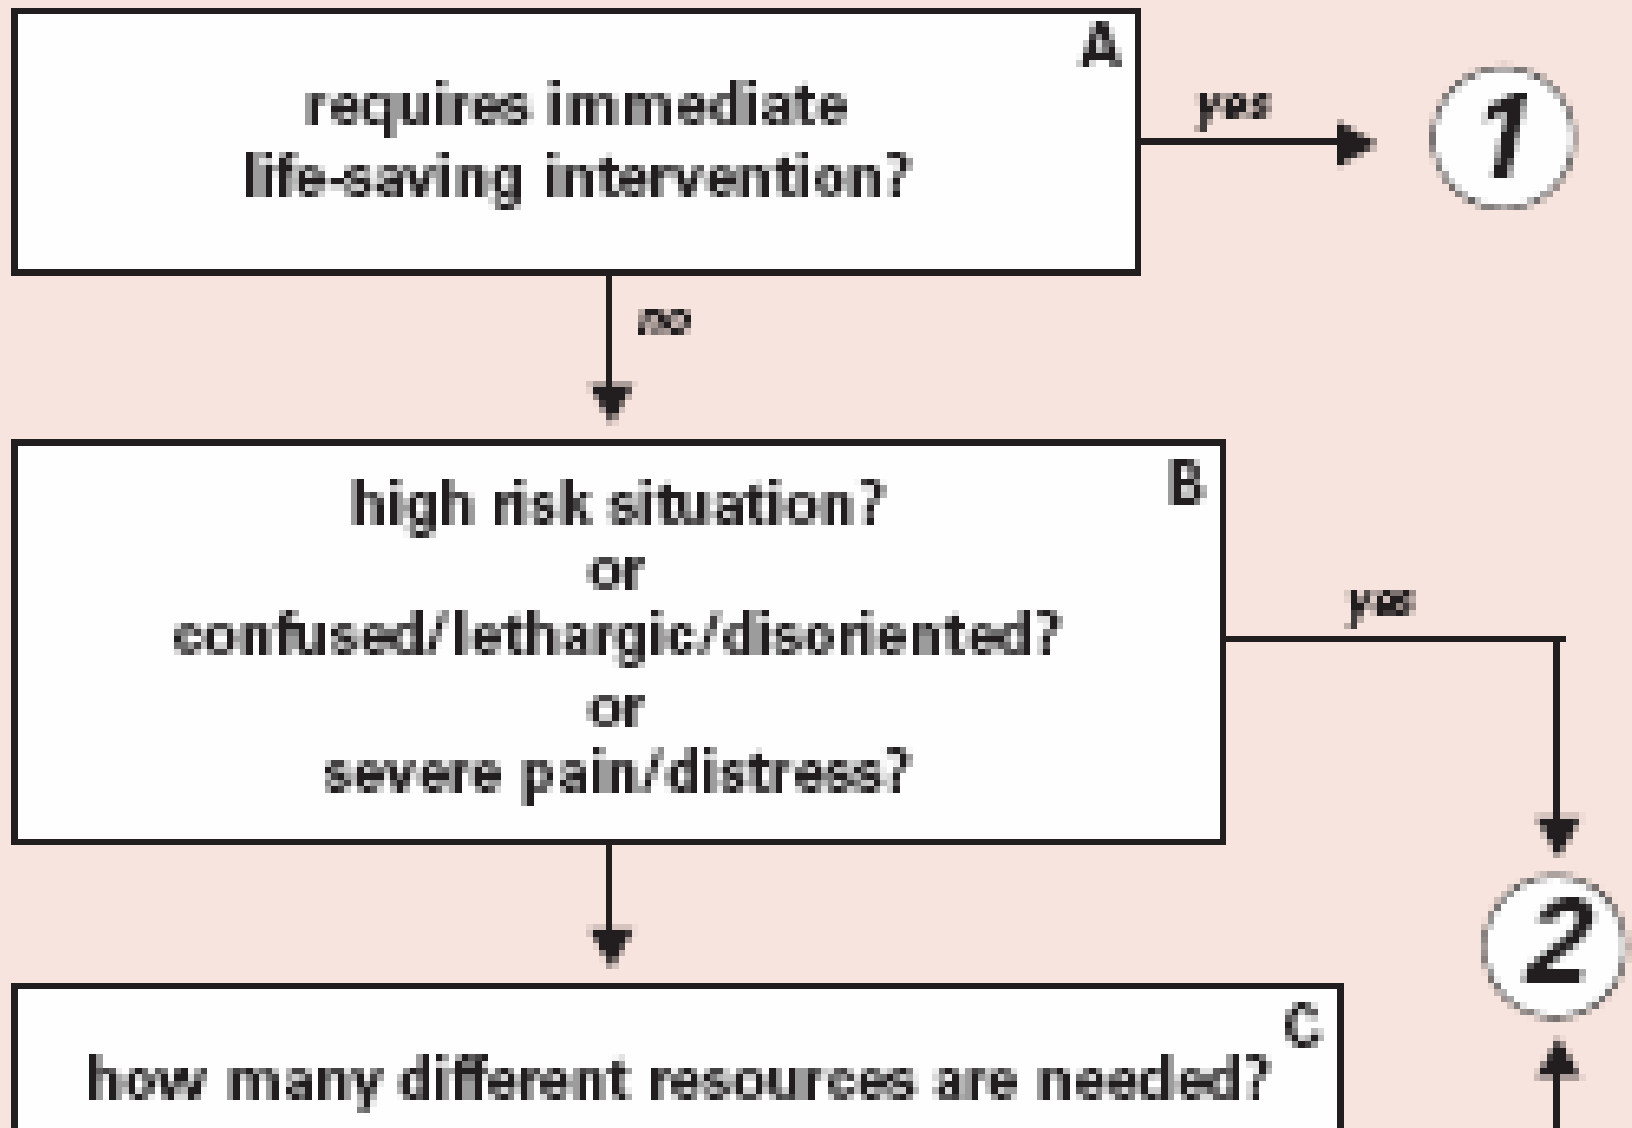 A
requires immediate
life-saving intervention?
yes
1
no
B
high risk situation?
or
confused/lethargic/disoriented?
or
severe pain/distress?
yes
2
C
how many different resources are needed?